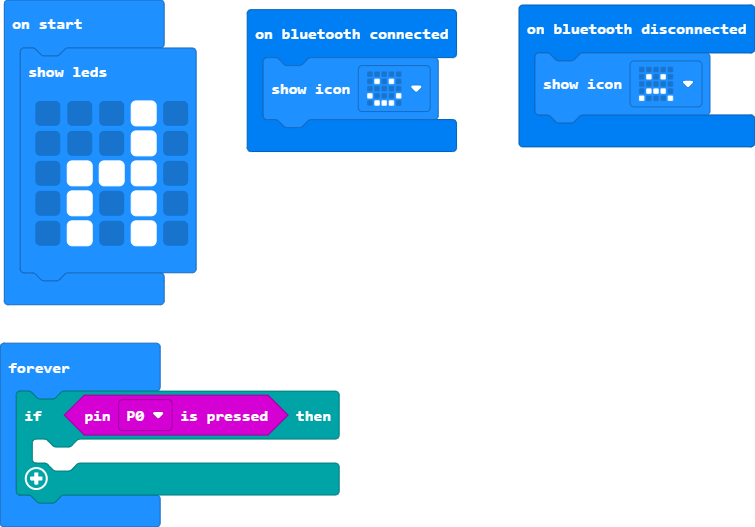 on start
show leds
on bluetooth connected
show icon
on bluetooth disconnected
show icon
forever
if pin P0 is pressed then